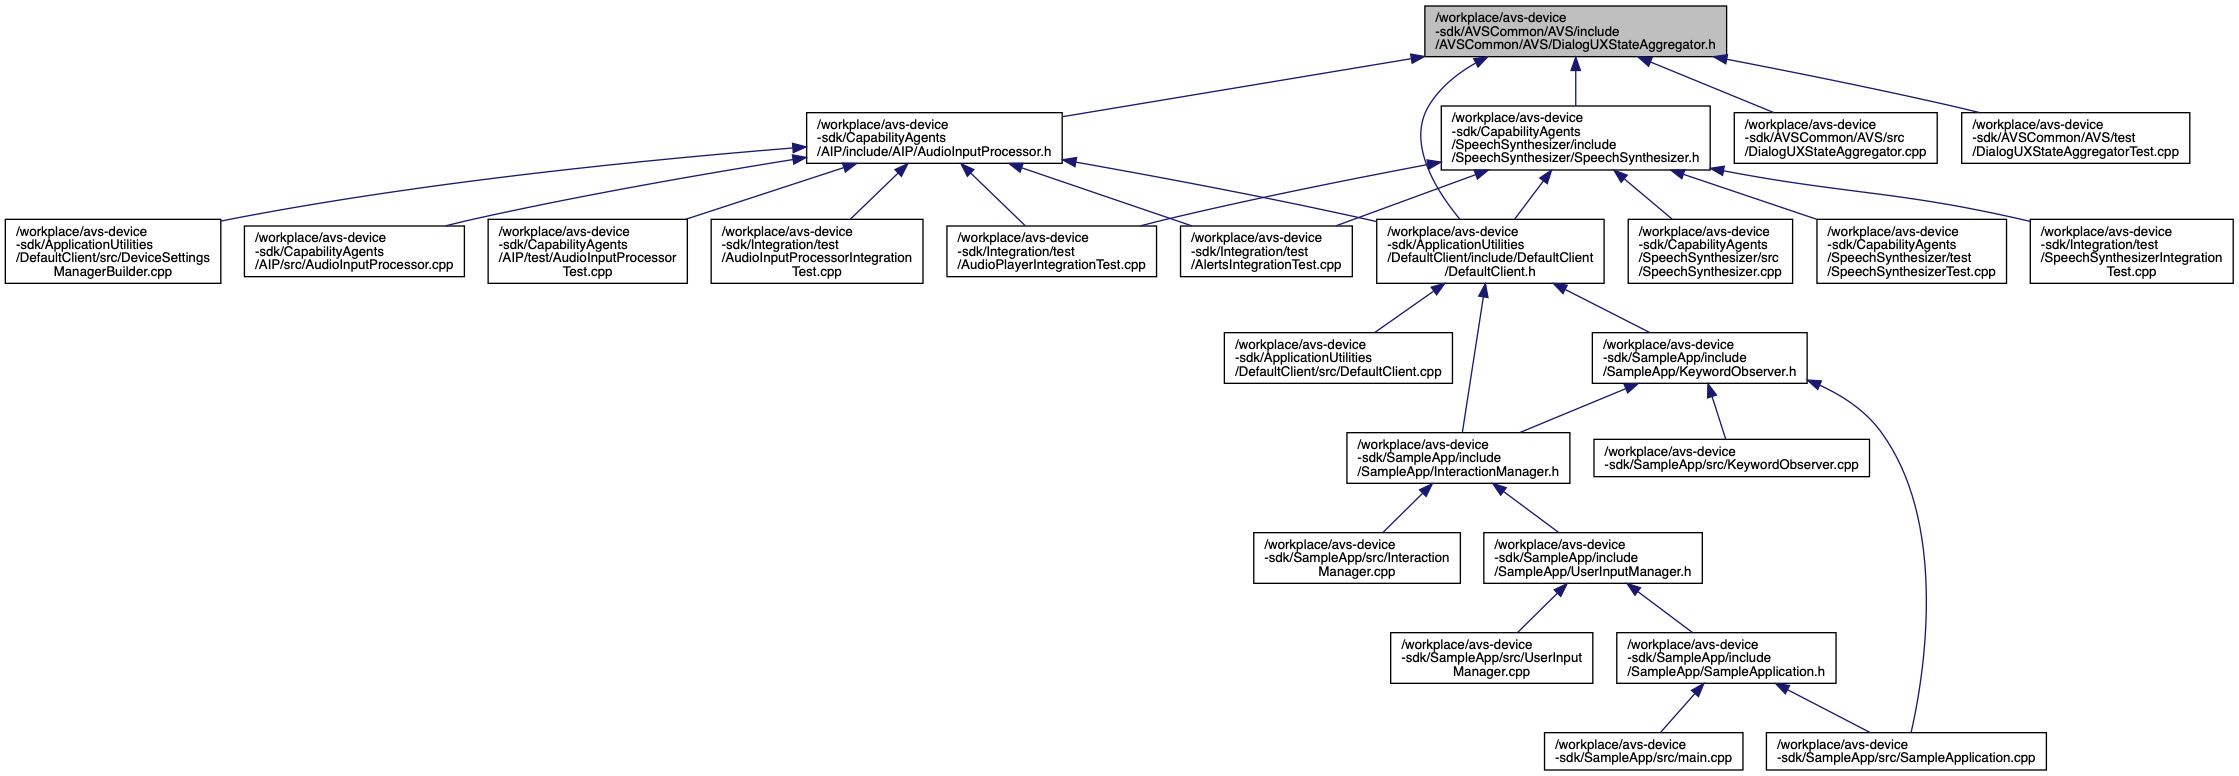 /workplace/avs-device
-sdk/AVSCommon/AVS/include
/AVSCommon/AVS/DialogUXStateAggregator.h
/workplace/avs-device
-sdk/CapabilityAgents
/AIP/include/AIP/AudioInputProcessor.h
/workplace/avs-device
-sdk/CapabilityAgents
/SpeechSynthesizer/include
/SpeechSynthesizer/SpeechSynthesizer.h
/workplace/avs-device
-sdk/AVSCommon/AVS/src
/DialogUXStateAggregator.cpp
/workplace/avs-device
-sdk/AVSCommon/AVS/test
/DialogUXStateAggregatorTest.cpp
/workplace/avs-device
-sdk/ApplicationUtilities
/DefaultClient/src/DeviceSettings
ManagerBuilder.cpp
/workplace/avs-device
-sdk/CapabilityAgents
/AIP/src/AudioInputProcessor.cpp
/workplace/avs-device
-sdk/CapabilityAgents
/AIP/test/AudioInputProcessor
Test.cpp
/workplace/avs-device
-sdk/Integration/test
/AudioInputProcessorIntegration
Test.cpp
/workplace/avs-device
-sdk/Integration/test
/AudioPlayerIntegrationTest.cpp
/workplace/avs-device
-sdk/Integration/test
/AlertsIntegrationTest.cpp
/workplace/avs-device
-sdk/ApplicationUtilities
/DefaultClient/include/DefaultClient
/DefaultClient.h
/workplace/avs-device
-sdk/CapabilityAgents
/SpeechSynthesizer/src
/SpeechSynthesizer.cpp
/workplace/avs-device
-sdk/CapabilityAgents
/SpeechSynthesizer/test
/SpeechSynthesizerTest.cpp
/workplace/avs-device
-sdk/Integration/test
/SpeechSynthesizerIntegration
Test.cpp
/workplace/avs-device
-sdk/ApplicationUtilities
/DefaultClient/src/DefaultClient.cpp
/workplace/avs-device
-sdk/SampleApp/include
/SampleApp/KeywordObserver.h
/workplace/avs-device
-sdk/SampleApp/include
/SampleApp/InteractionManager.h
/workplace/avs-device
-sdk/SampleApp/src/KeywordObserver.cpp
/workplace/avs-device
-sdk/SampleApp/src/Interaction
Manager.cpp
/workplace/avs-device
-sdk/SampleApp/include
/SampleApp/UserInputManager.h
/workplace/avs-device
-sdk/SampleApp/src/UserInput
Manager.cpp
/workplace/avs-device
-sdk/SampleApp/include
/SampleApp/SampleApplication.h
/workplace/avs-device
-sdk/SampleApp/src/main.cpp
/workplace/avs-device
-sdk/SampleApp/src/SampleApplication.cpp